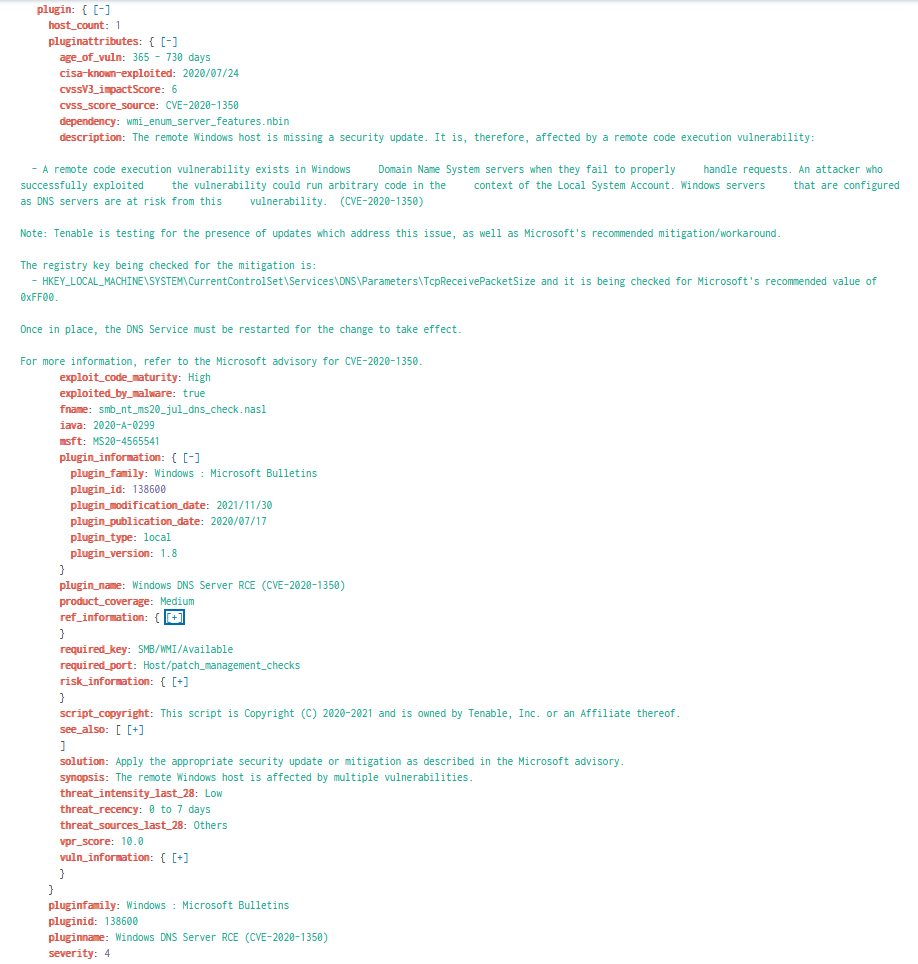 plugin: { [-]
host_count: 1
pluginattributes: { [-]
age_of_vuln: 365 - 730 days
cisa-known-exploited: 2020/07/24
cvssV3_impactScore: 6
cvss_score_source: CVE-2020-1350
dependency: wmi_enum_server_features.nbin
description: The remote Windows host is missing a security update. It is, therefore, affected by a remote code execution vulnerability:
- A remote code execution vulnerability exists in Windows Domain Name System servers when they fail to properly handle requests. An attacker who
successfully exploited the vulnerability could run arbitrary code in the context of the Local System Account. Windows servers that are configured
as DNS servers are at risk from this vulnerability. (CVE-2020-1350)
Note: Tenable is testing for the presence of updates which address this issue, as well as Microsoft's recommended mitigation/workaround.
The registry key being checked for the mitigation is:
- HKEY_LOCAL_MACHINE\SYSTEM\CurrentControlSet\Services\DNS\Parameters\TcpReceivePacketSize and it is being checked for Microsoft's recommended value of
0xFF00.
Once in place, the DNS Service must be restarted for the change to take effect.
For more information, refer to the Microsoft advisory for CVE-2020-1350.
exploit_code_maturity: High
exploited_by_malware: true
fname: smb_nt_ms20_jul_dns_check.nasl
iava: 2020-A-0299
msft: MS20-4565541
plugin_information: { [-]
plugin_family: Windows : Microsoft Bulletins
plugin_id: 138600
plugin_modification_date: 2021/11/30
plugin_publication_date: 2020/07/17
plugin_type: local
plugin_version: 1.8
}
plugin_name: Windows DNS Server RCE (CVE-2020-1350)
product_coverage: Medium
ref_information: { [+]
}
required_key: SMB/WMI/Available
required_port: Host/patch_management_checks
risk_information: { [+]
}
script_copyright: This script is Copyright (C) 2020-2021 and is owned by Tenable, Inc. or an Affiliate thereof.
see_also: [ [+]
]
solution: Apply the appropriate security update or mitigation as described in the Microsoft advisory.
synopsis: The remote Windows host is affected by multiple vulnerabilities.
threat_intensity_last_28: Low
threat_recency: 0 to 7 days
threat_sources_last_28: Others
vpr_score: 10.0
vuln_information: { [+]
}
}
pluginfamily: Windows : Microsoft Bulletins
pluginid: 138600
pluginname: Windows DNS Server RCE (CVE-2020-1350)
severity: 4